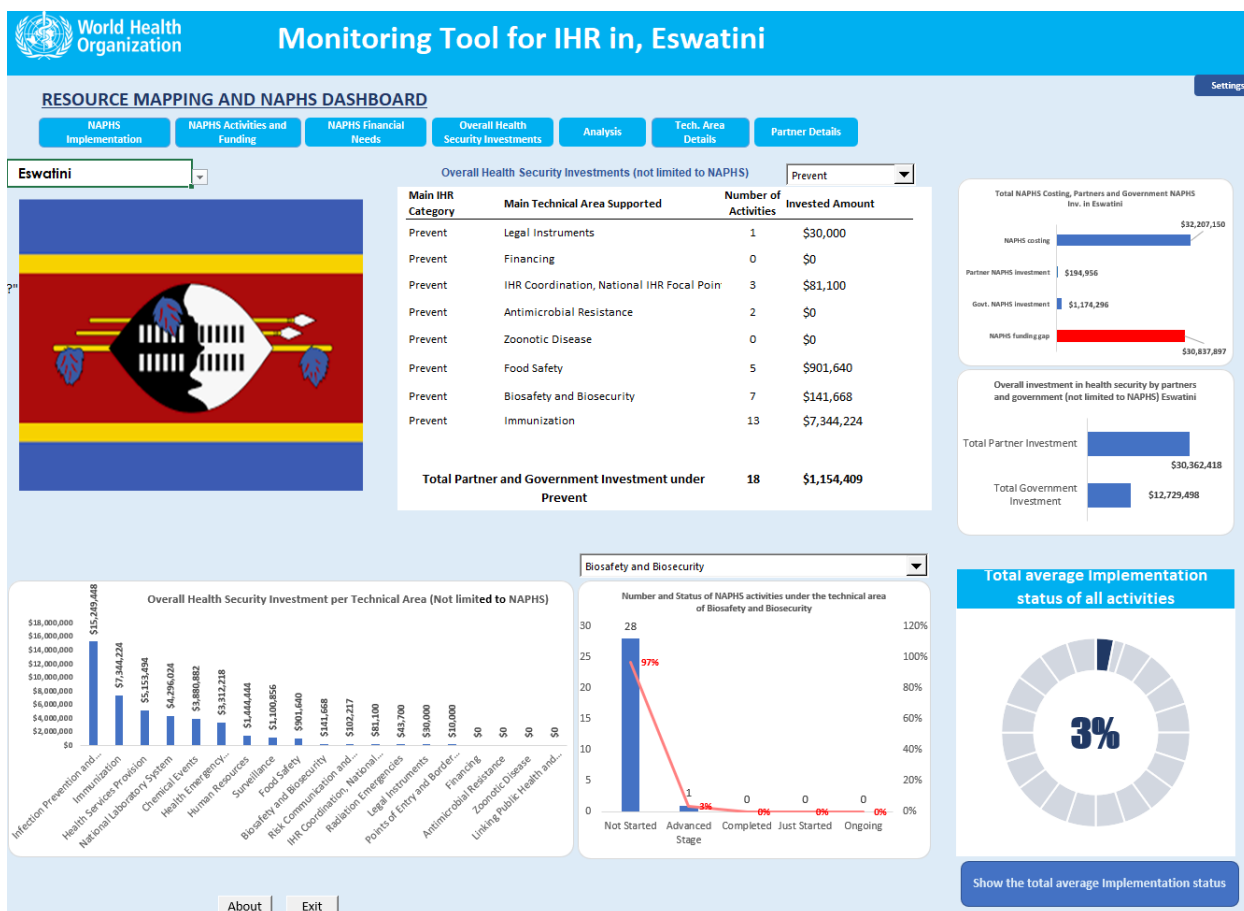 World Health
Organization
Monitoring Tool for IHR in, Eswatini
Settings
RESOURCE MAPPING AND NAPHS DASHBOARD
NAPHS
Implementation
NAPHS Activities and
Funding
NAPHS Financial
Needs
Overall Health
Security Investments
Analysis
Tech. Area
Details
Partner Details
Eswatini
?"
Overall Health Security Investments (not limited to NAPHS)
Prevent
Main IHR
Category
Main Technical Area Supported
Number of
Activities
Invested Amount
Prevent Legal Instruments 1 $30,000
Prevent Financing 0 $0
Prevent IHR Coordination, National IHR Focal Poin 3 $81,100
Prevent Antimicrobial Resistance 2 $0
Prevent Zoonotic Disease 0 $0
Prevent Food Safety 5 $901,640
Prevent Biosafety and Biosecurity 7 $141,668
Prevent Immunization 13 $7,344,224
Total Partner and Government Investment under
Prevent
18 $1,154,409
Total NAPHS Costing, Partners and Government NAPHS
Inv. in Eswatini
NAPHS costing $32,207,150
Partner NAPHS investment $194,956
Govt. NAPHS investment $1,174,296
NAPHS funding gap $30,837,897
Overall investment in health security by partners
and government (not limited to NAPHS) Eswatini
Total Partner Investment
$30,362,418
Total Government
Investment
$12,729,498
Overall Health Security Investment per Technical Area (Not limited to NAPHS)
$18,000,000
$16,000,000
$14,000,000
$12,000,000
$10,000,000
$8,000,000
$6,000,000
$4,000,000
$2,000,000
$0
$15,249,448
$7,344,224
$5,153,494
$4,296,024
$3,880,882
$3,312,218
$1,444,444
$1,100,856
$901,640
$141,668
$102,217
$81,100
$43,700
$30,000
$10,000
$0
$0
$0
$0
Infection Prevention and...
Immunization
Health Services Provision
National Laboratory System
Chemical Events
Health Emergency...
Human Resources
Surveillance
Food Safety
Biosafety and Biosecurity
Risk Communication and...
IHR Coordination, National...
Radiation Emergencies
Legal Instruments
Points of Entry and Border...
Financing
Antimicrobial Resistance
Zoonotic Disease
Linking Public Health and...
Biosafety and Biosecurity
Number and Status of NAPHS activities under the technical area
of Biosafety and Biosecurity
30
25
20
15
10
5
0
28
1
0
0
0
97%
3%
0%
0%
0%
120%
100%
80%
60%
40%
20%
0%
Not Started
Advanced
Stage
Completed
Just Started
Ongoing
Total average Implementation
status of all activities
3%
Show the total average Implementation status
About
Exit